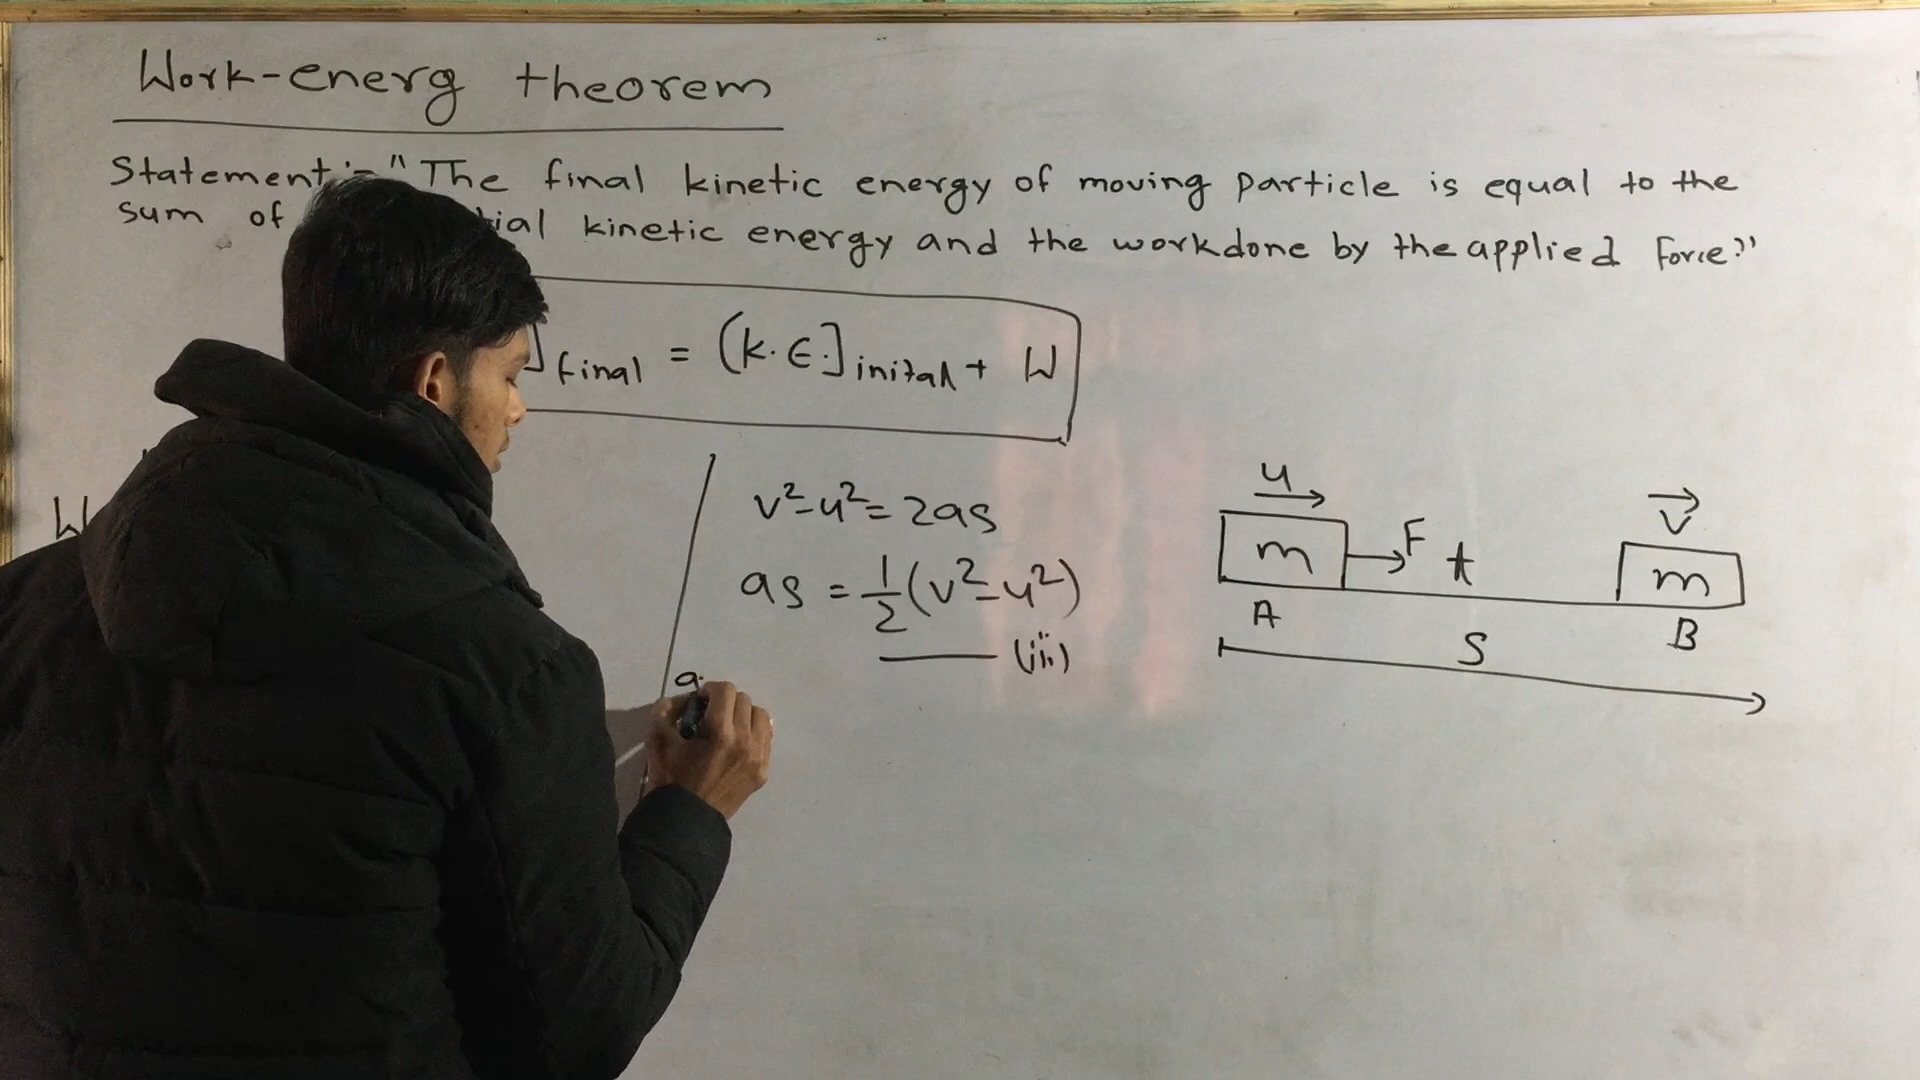 Work-energ theorem
Statement :- "The final kinetic energy of moving particle is equal to the
sum of kinetic energy and the workdone by the applied force"
]final = (K.E.]inital + W
W
v²-u²= 2as
as = 1/2 (v²-u²)
(iii)
a
u
m
F
t
v
m
A
S
B